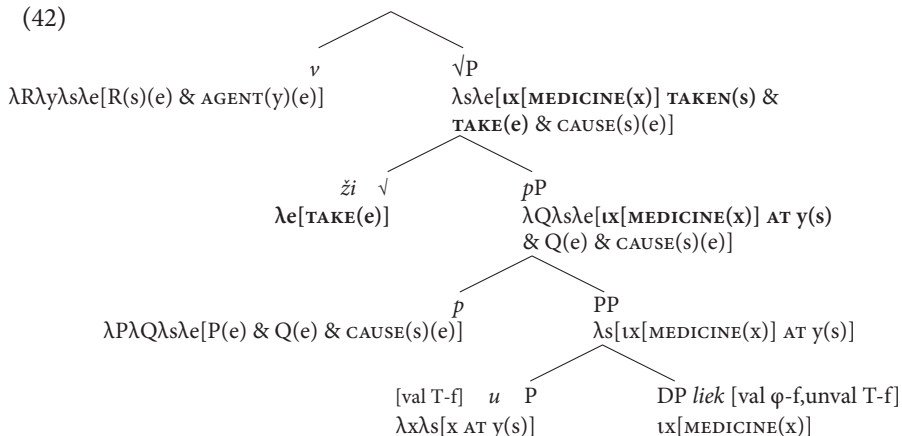 (42)
v √P
λRλyλsλe[R(s)(e) & AGENT(y)(e)] λsλe[ιx[MEDICINE(x)] TAKEN(s) &
TAKE(e) & CAUSE(s)(e)]
ži √ pP
λe[TAKE(e)] λQλsλe[ιx[MEDICINE(x)] AT y(s)
& Q(e) & CAUSE(s)(e)]
p PP
λPλQλsλe[P(e) & Q(e) & CAUSE(s)(e)] λs[ιx[MEDICINE(x)] AT y(s)]
[val T-f] u P DP liek [val φ-f,unval T-f]
λxλs[x AT y(s)] ιx[MEDICINE(x)]